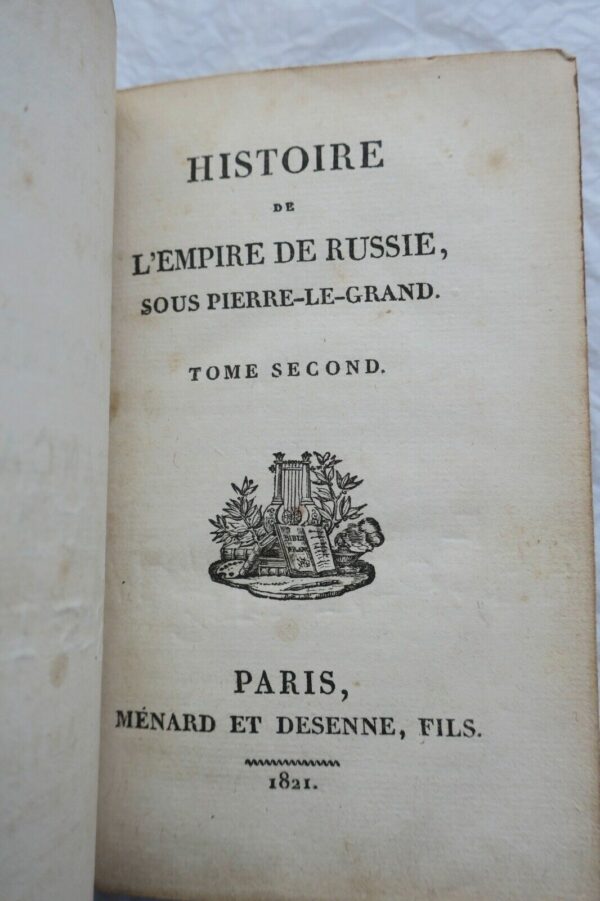 HISTOIRE
DE
L'EMPIRE DE RUSSIE,
SOUS PIERRE-LE-GRAND.
TOME SECOND.
PARIS,
MÉNARD ET DESENNE, FILS.
1821.